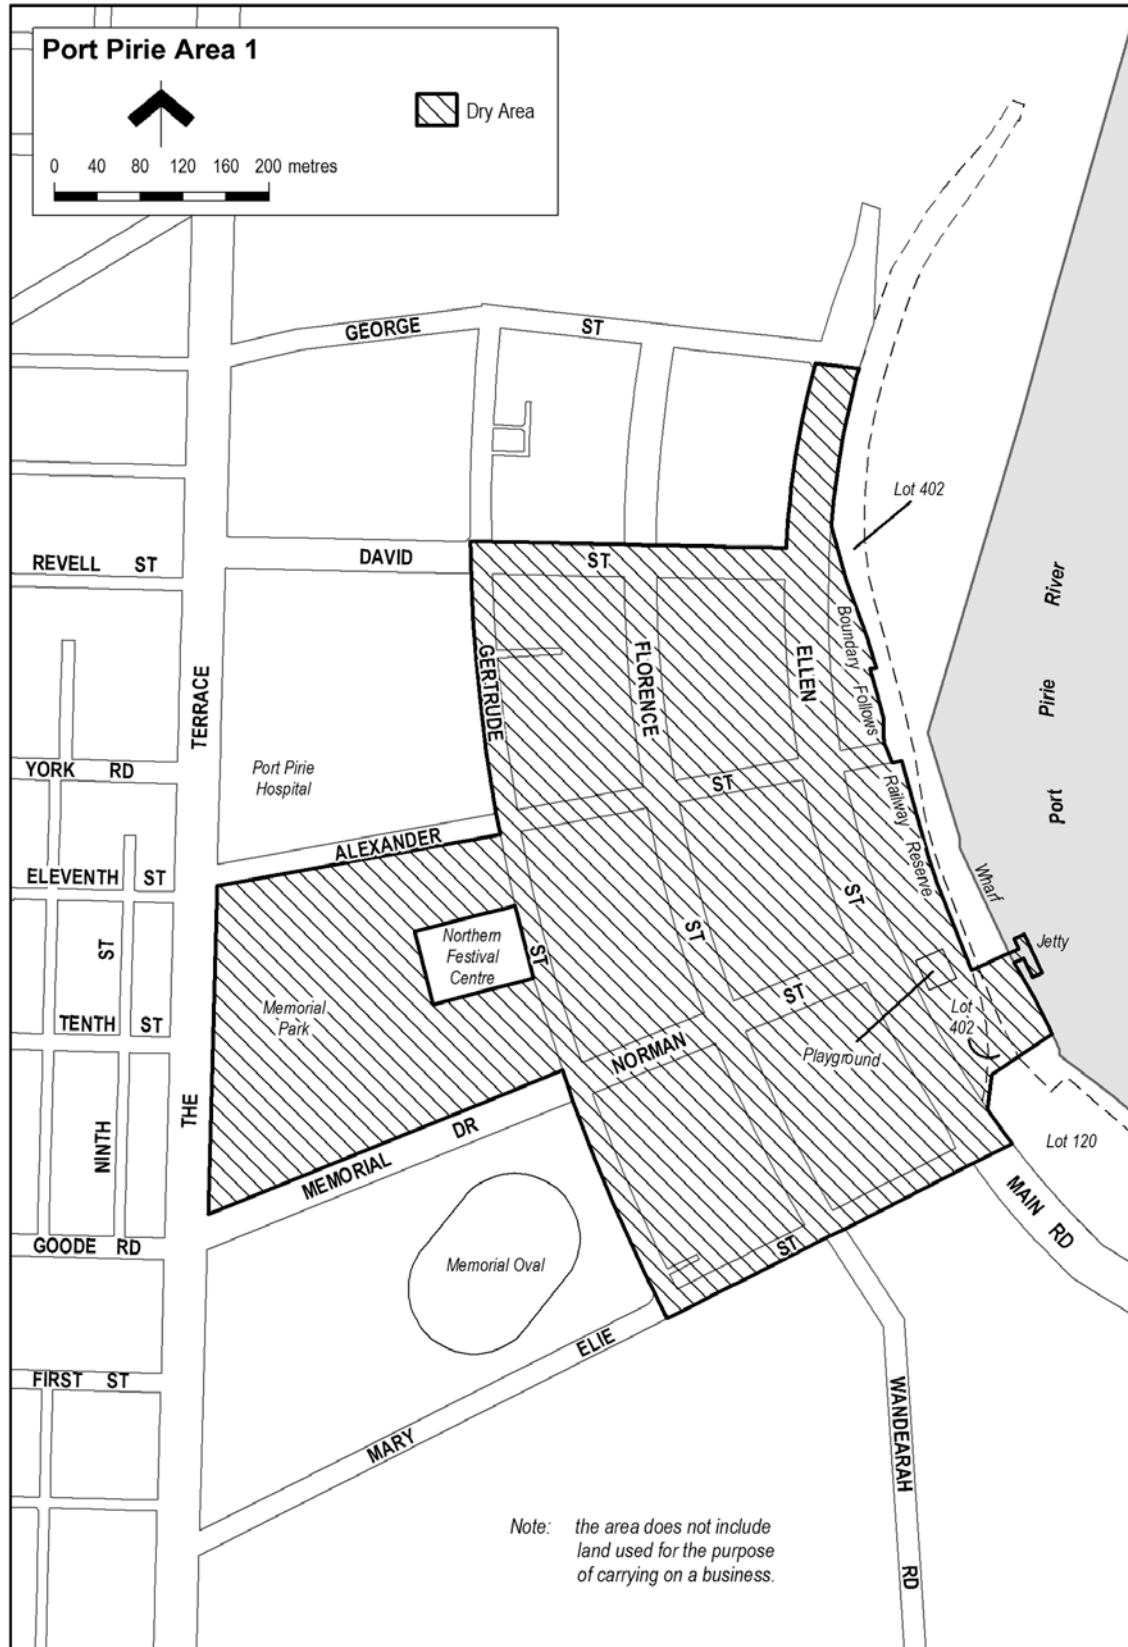 Port Pirie Area 1
Dry Area
0 40 80 120 160 200 metres
GEORGE ST
Lot 402
REVELL ST
DAVID ST
River
Pirie
Port
Boundary Follows Railway Reserve
TERRACE
GERTRUDE
FLORENCE
ELLEN
YORK RD
Port Pirie
Hospital
ST
ALEXANDER
ELEVENTH ST
Wharf
ST
ST
Northern
Festival
Centre
ST
ST
Jetty
ST
Memorial
Park
TENTH ST
Lot
402
NORMAN
Playground
THE
NINTH
MEMORIAL DR
Lot 120
MAIN RD
GOODE RD
Memorial Oval
ST
ELIE
FIRST ST
MARY
WANDEARAH
RD
Note: the area does not include
land used for the purpose
of carrying on a business.